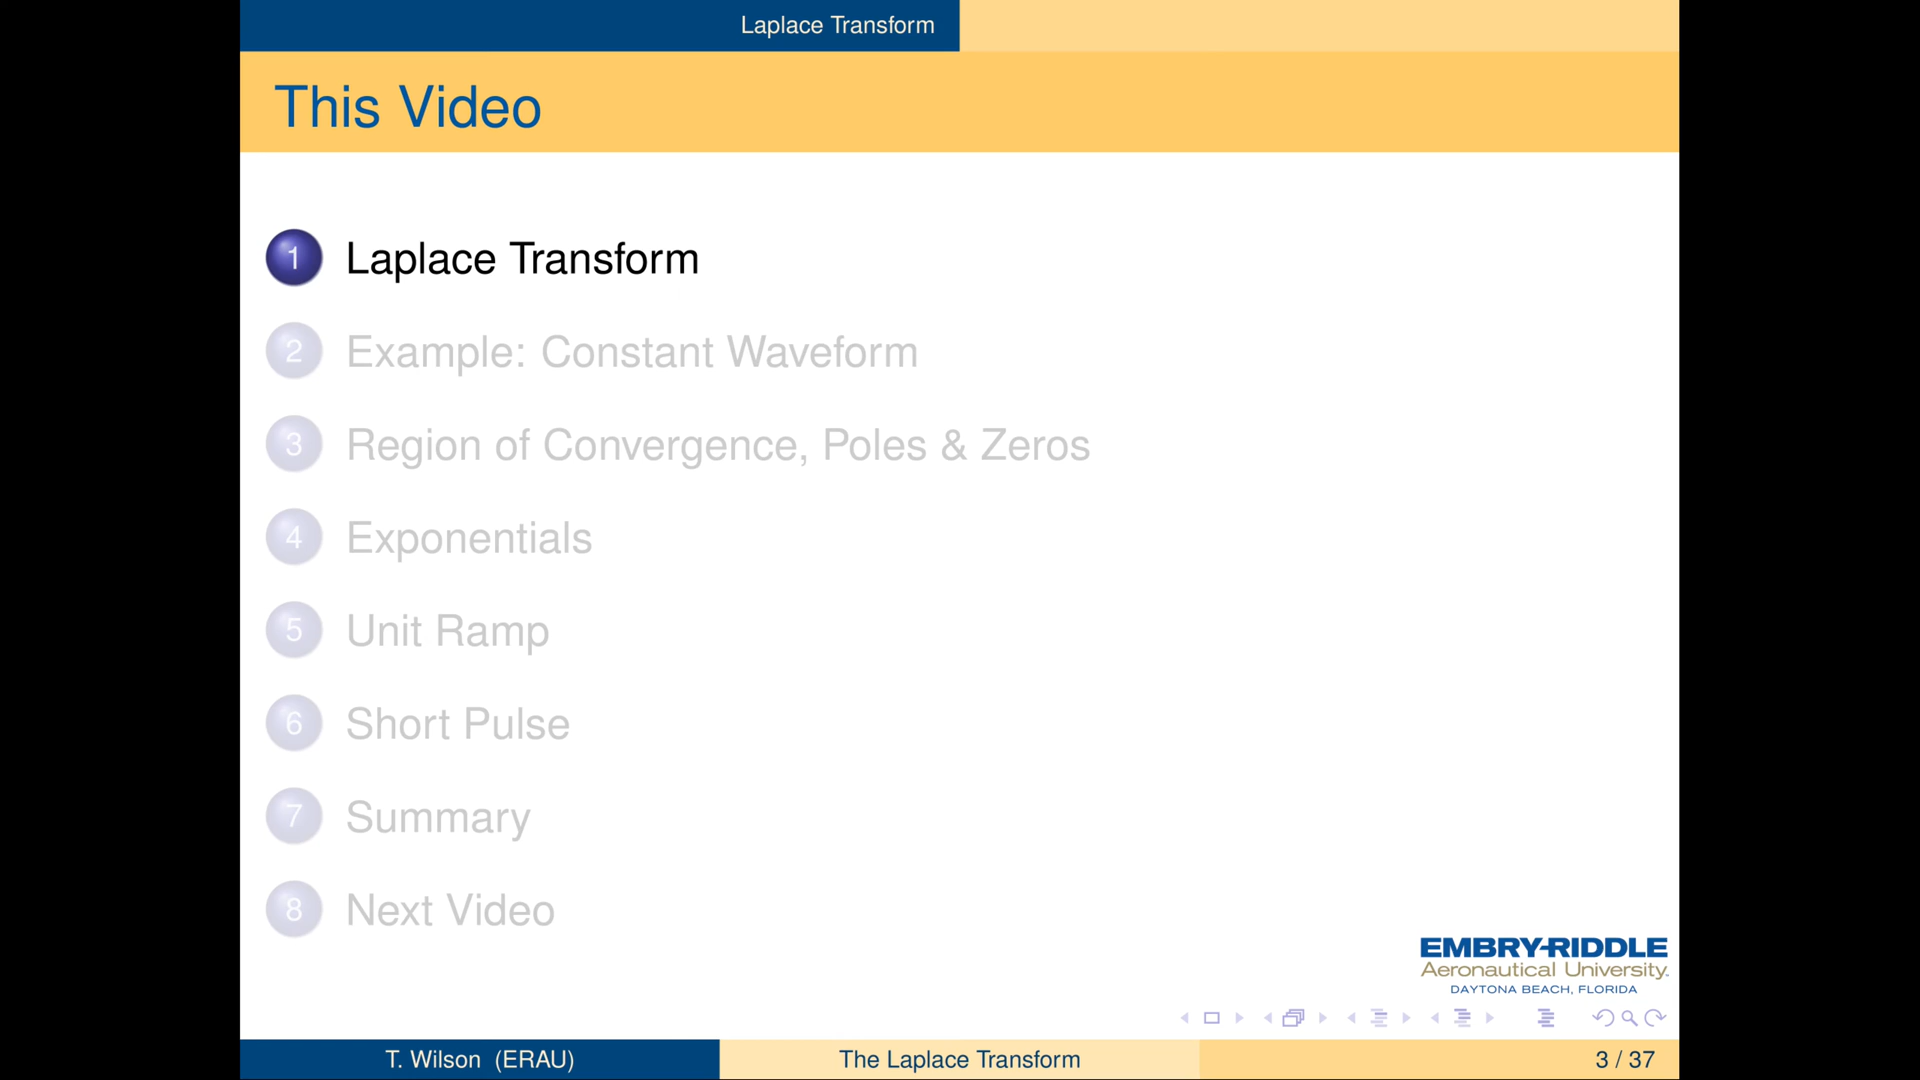 Laplace Transform
This Video
1 Laplace Transform
2 Example: Constant Waveform
3 Region of Convergence, Poles & Zeros
4 Exponentials
5 Unit Ramp
6 Short Pulse
7 Summary
8 Next Video
EMBRY-RIDDLE
Aeronautical University
DAYTONA BEACH, FLORIDA
T. Wilson (ERAU) The Laplace Transform 3 / 37